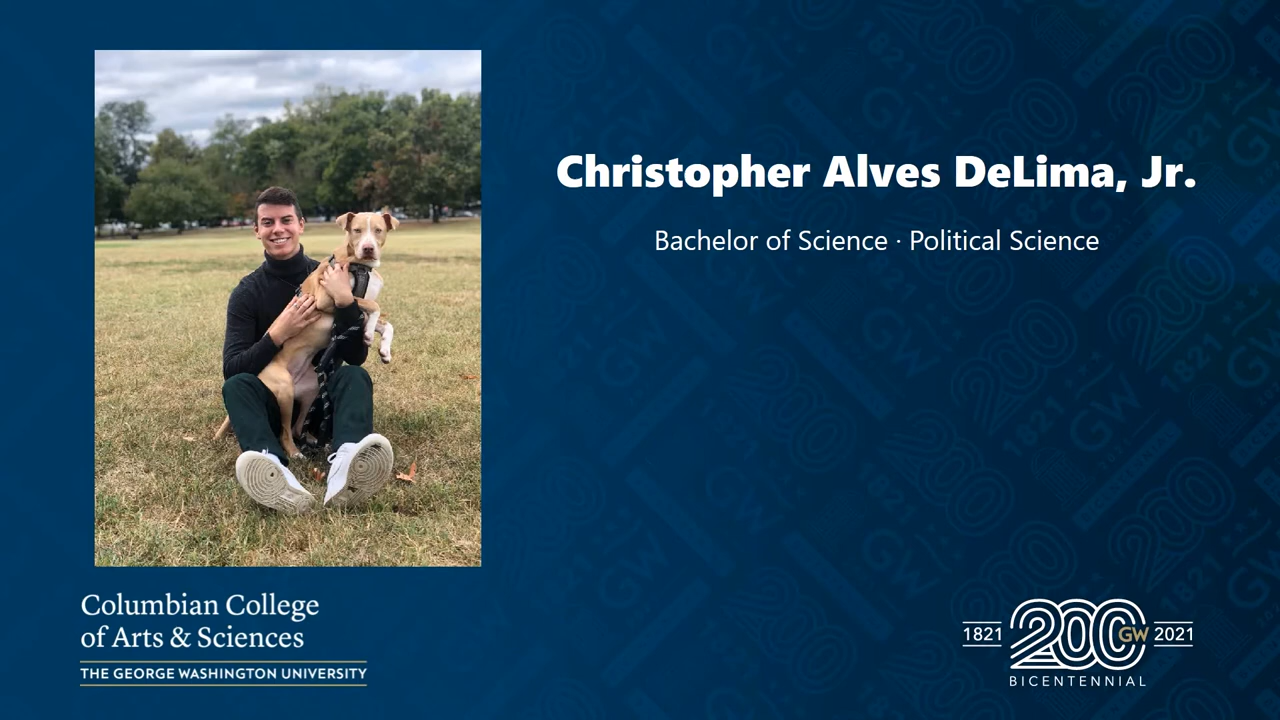 Christopher Alves DeLima, Jr.
Bachelor of Science · Political Science
Columbian College
of Arts & Sciences
THE GEORGE WASHINGTON UNIVERSITY
1821 200 GW 2021
BICENTENNIAL